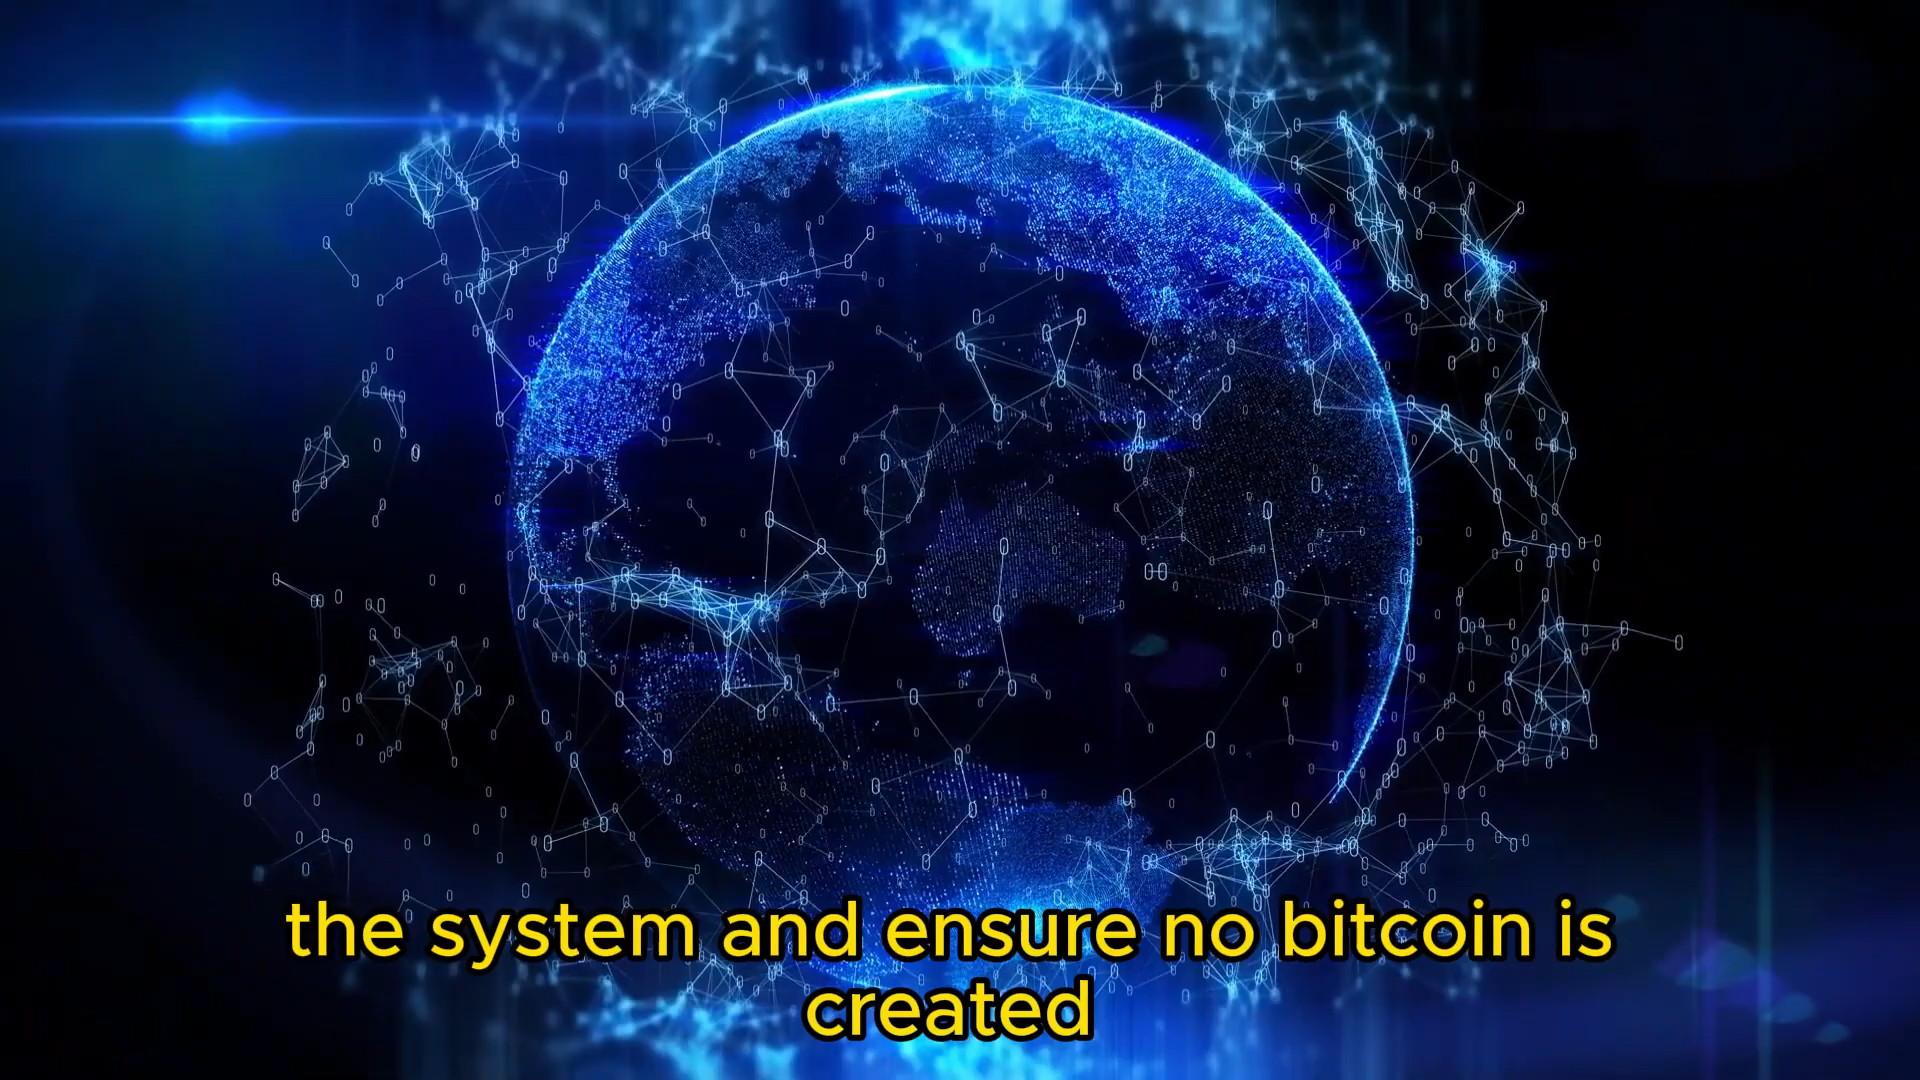 the system and ensure no bitcoin is
created